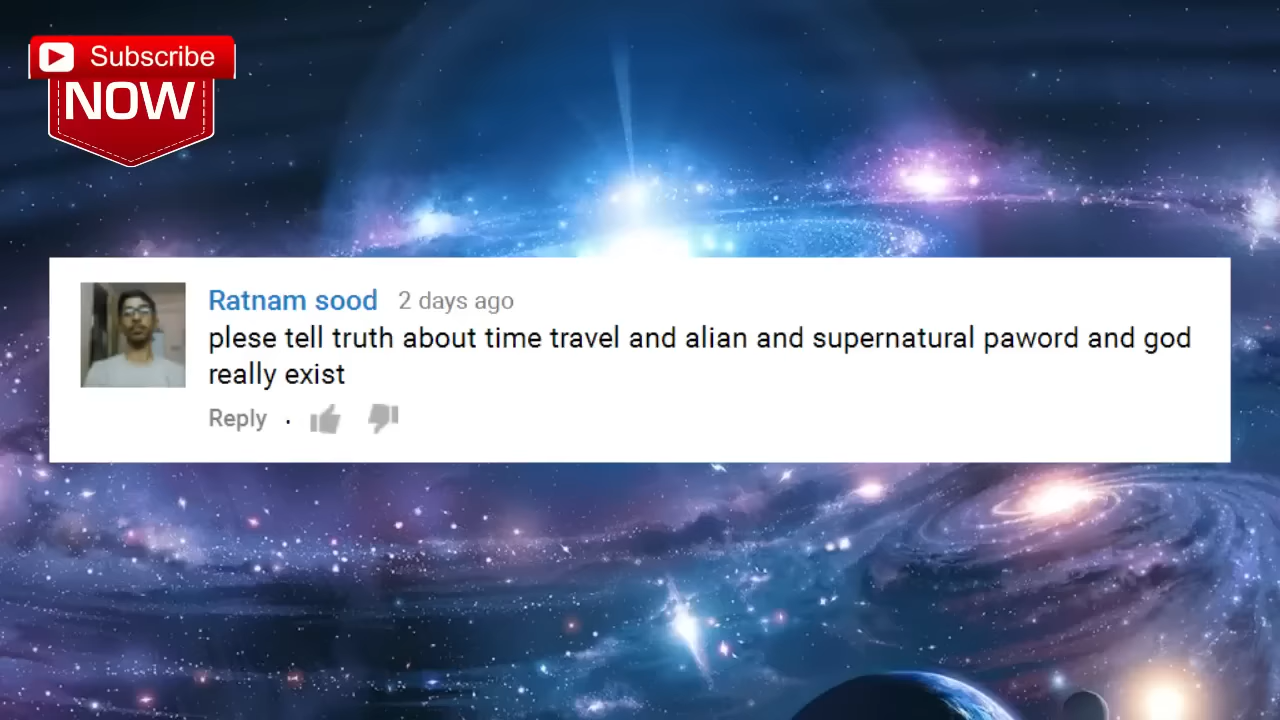 Subscribe
NOW
Ratnam sood 2 days ago
plese tell truth about time travel and alian and supernatural paword and god
really exist
Reply .